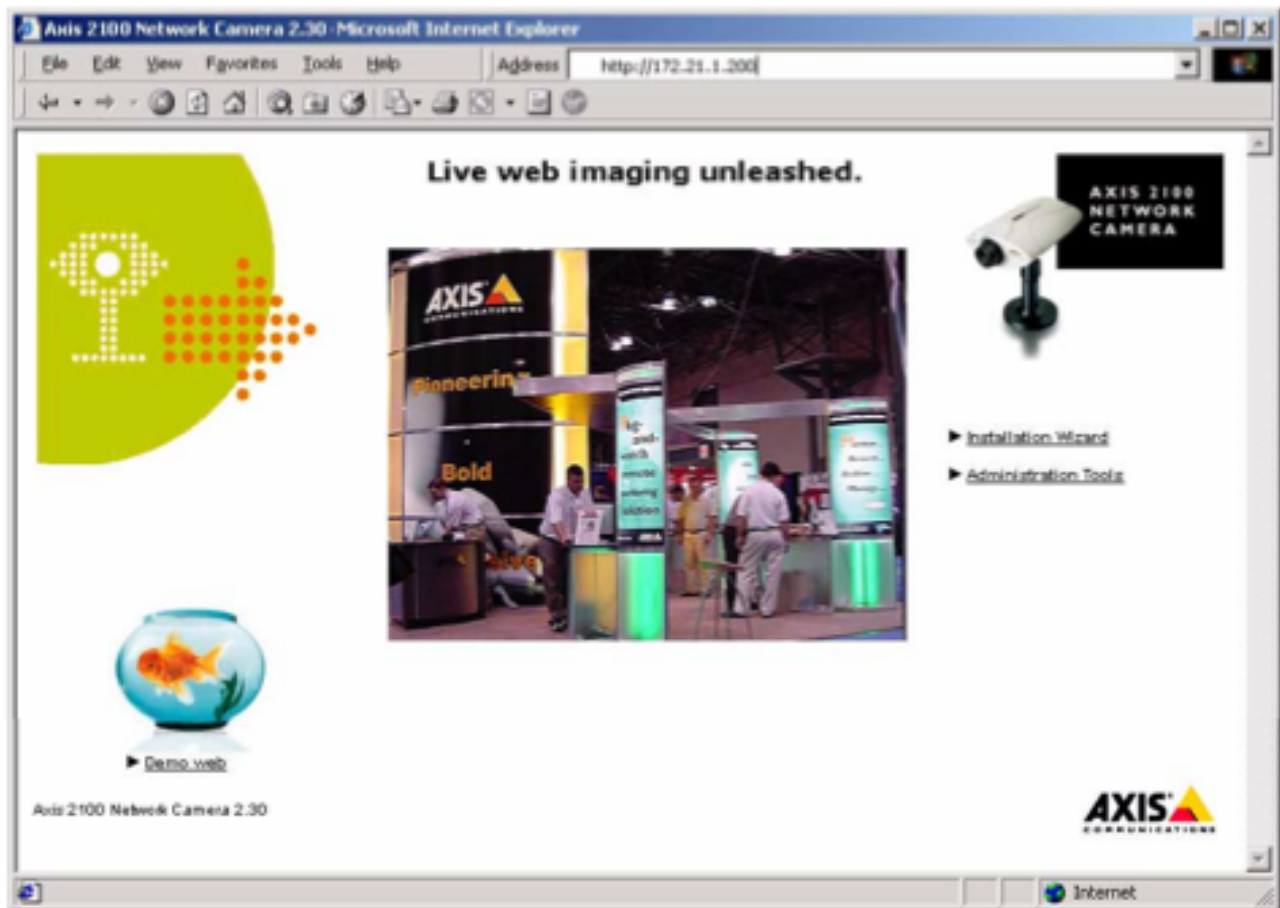 Axis 2100 Network Camera 2.30 - Microsoft Internet Explorer
File Edit View Favorites Tools Help
Address http://172.21.1.200
Live web imaging unleashed.
AXIS 2100
NETWORK
CAMERA
AXIS
COMMUNICATIONS
Pioneering
Bold
Installation Wizard
Administration Tools
Demo web
Axis 2100 Network Camera 2.30
AXIS
COMMUNICATIONS
Internet